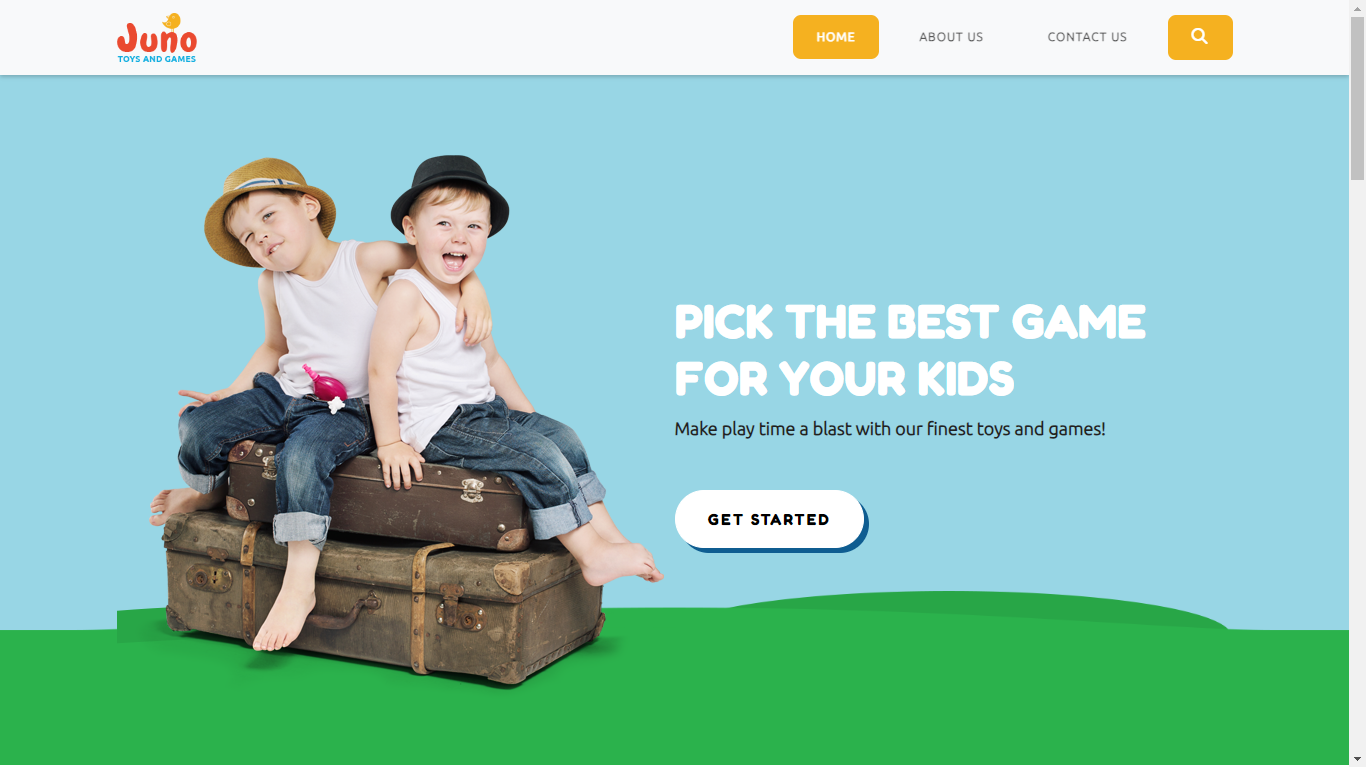 Juno
TOYS AND GAMES
HOME
ABOUT US
CONTACT US
PICK THE BEST GAME
FOR YOUR KIDS
Make play time a blast with our finest toys and games!
GET STARTED